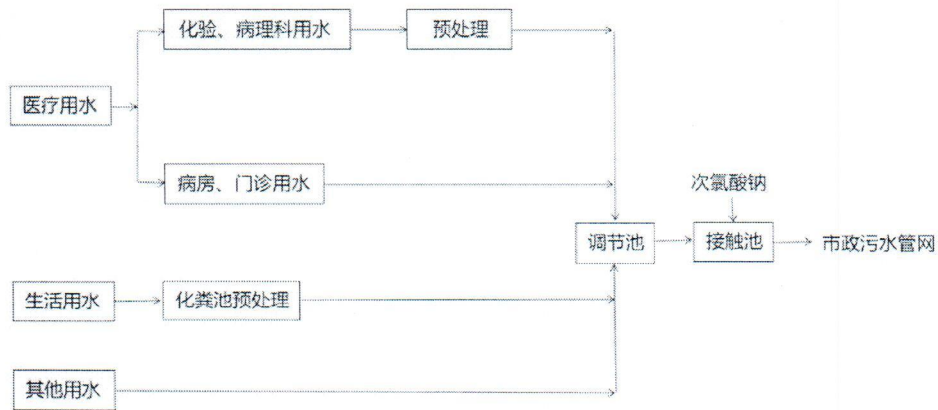 化验、病理科用水
预处理
医疗用水
病房、门诊用水
次氯酸钠
调节池
接触池
市政污水管网
生活用水
化粪池预处理
其他用水